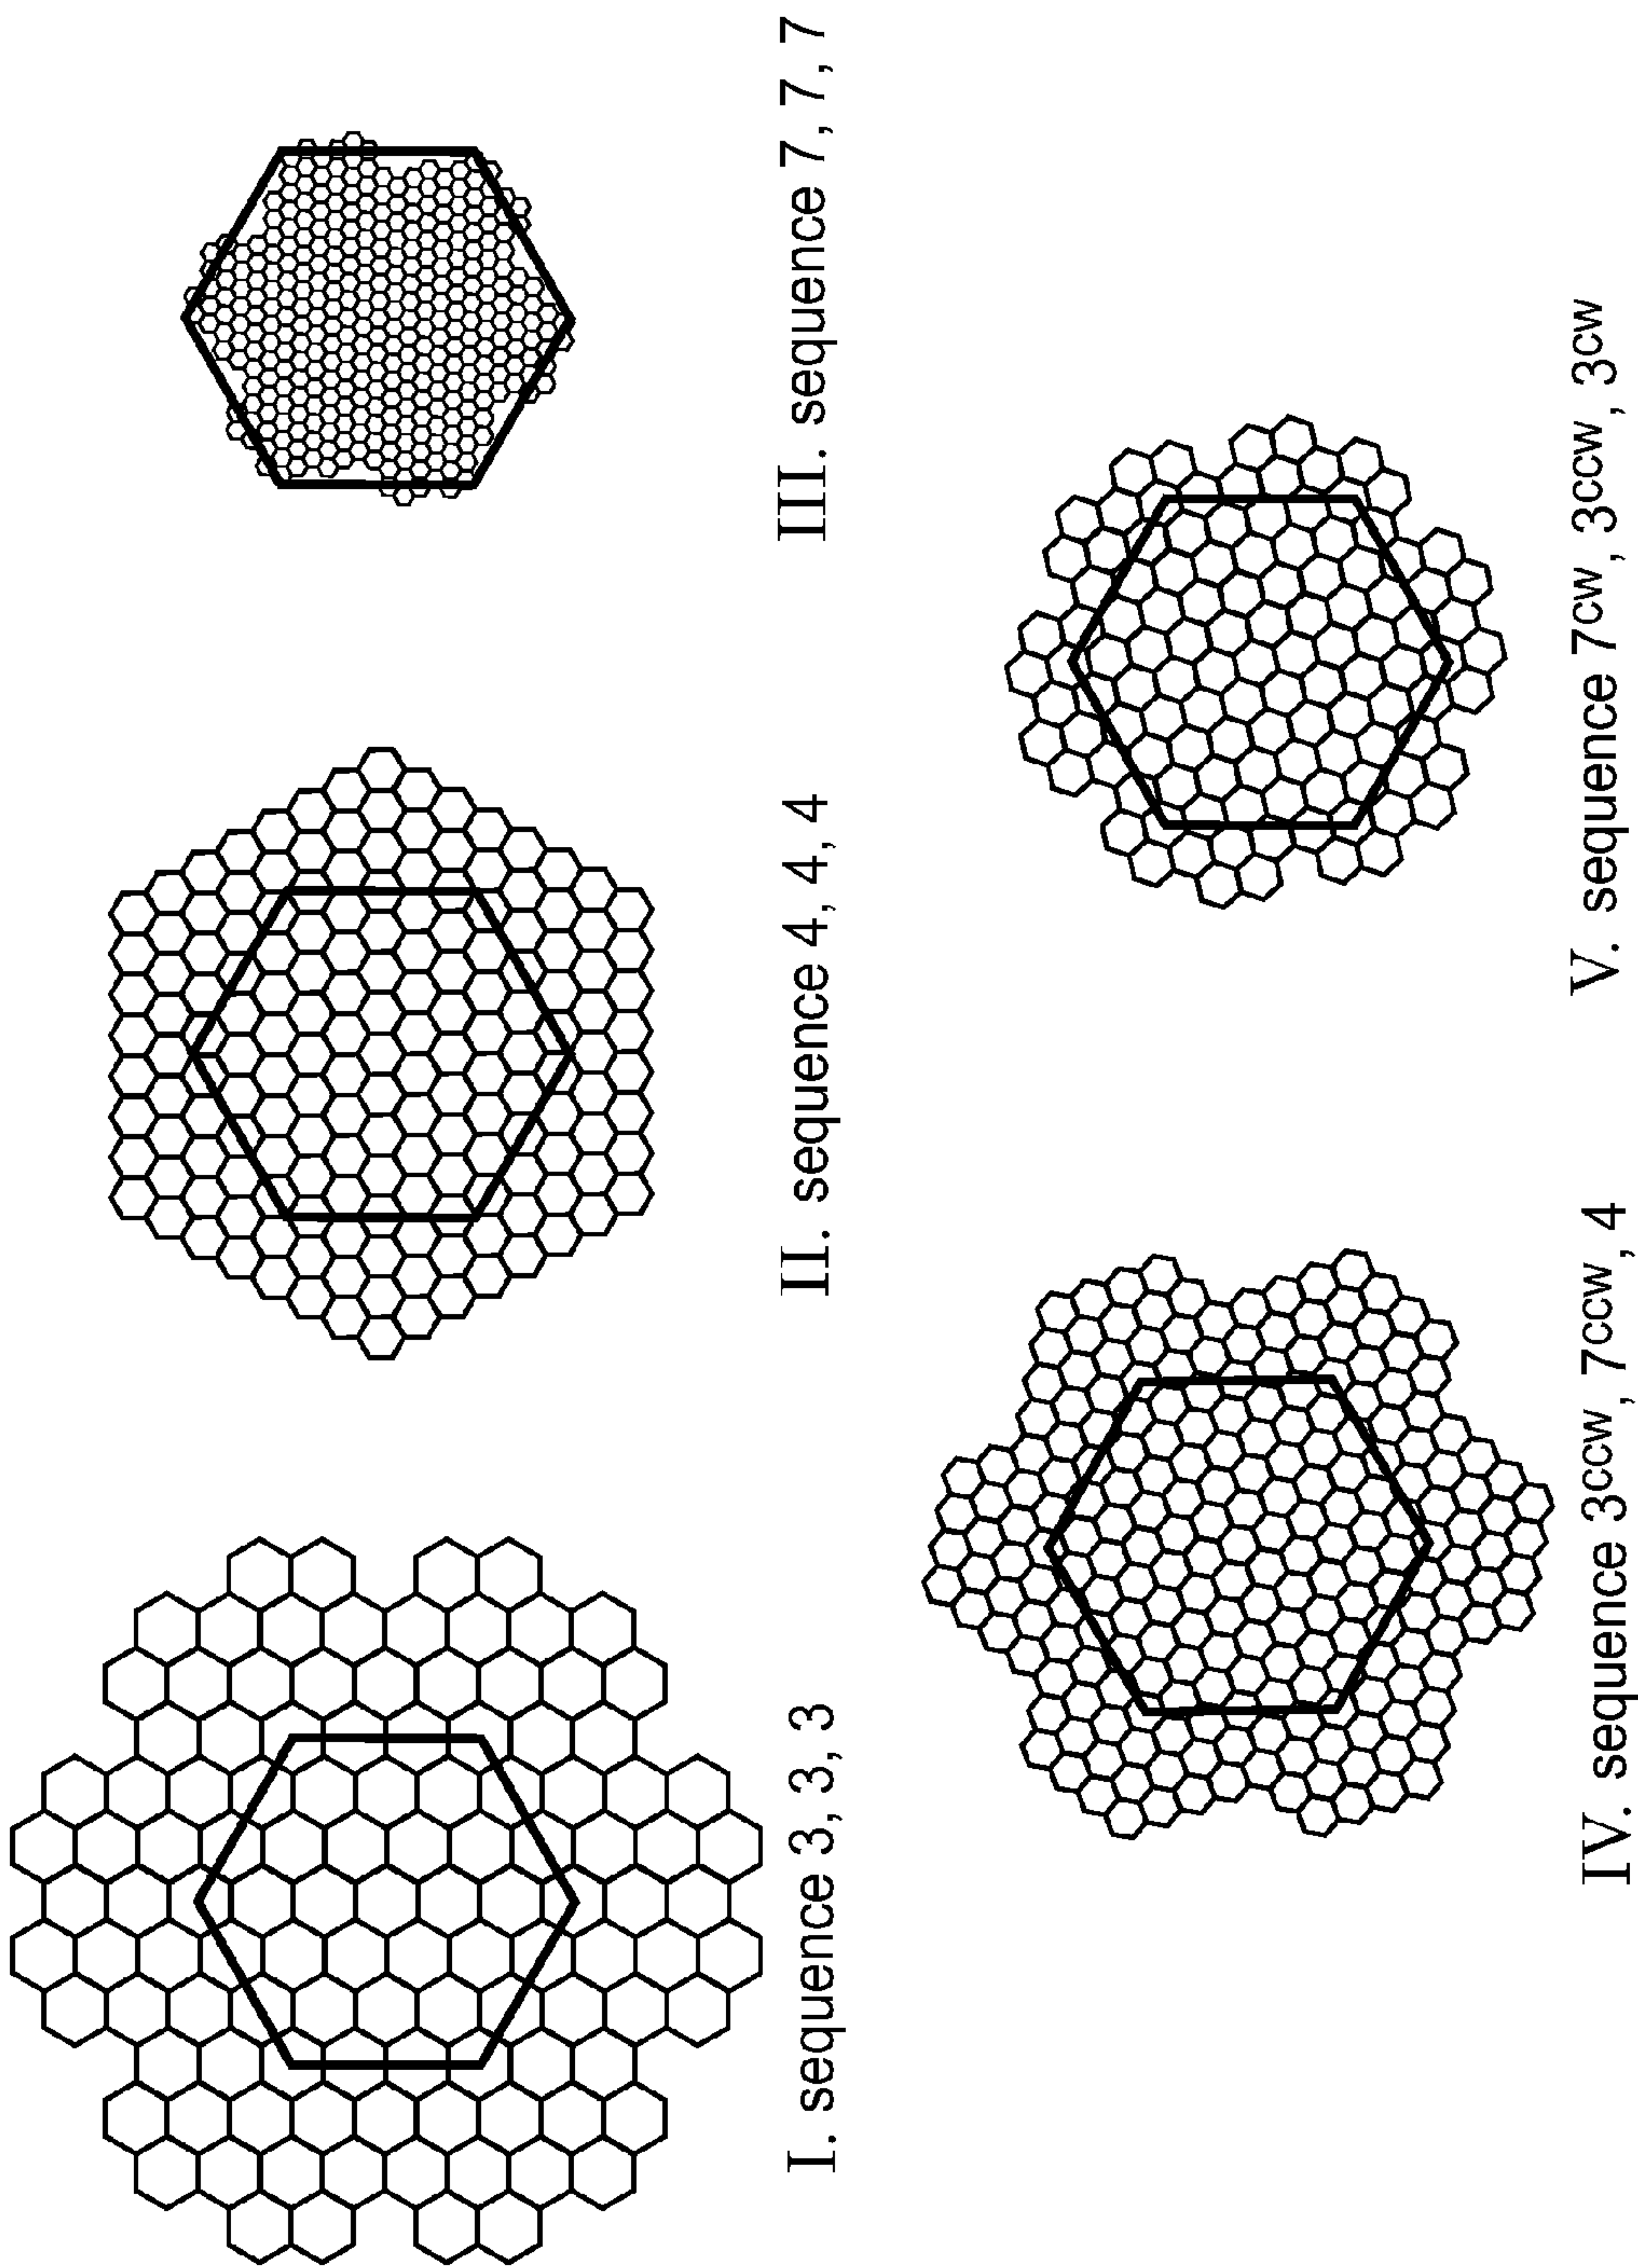 I. sequence 3, 3, 3
II. sequence 4, 4, 4
III. sequence 7, 7, 7
IV. sequence 3ccw, 7ccw, 4
V. sequence 7cw, 3ccw, 3cw